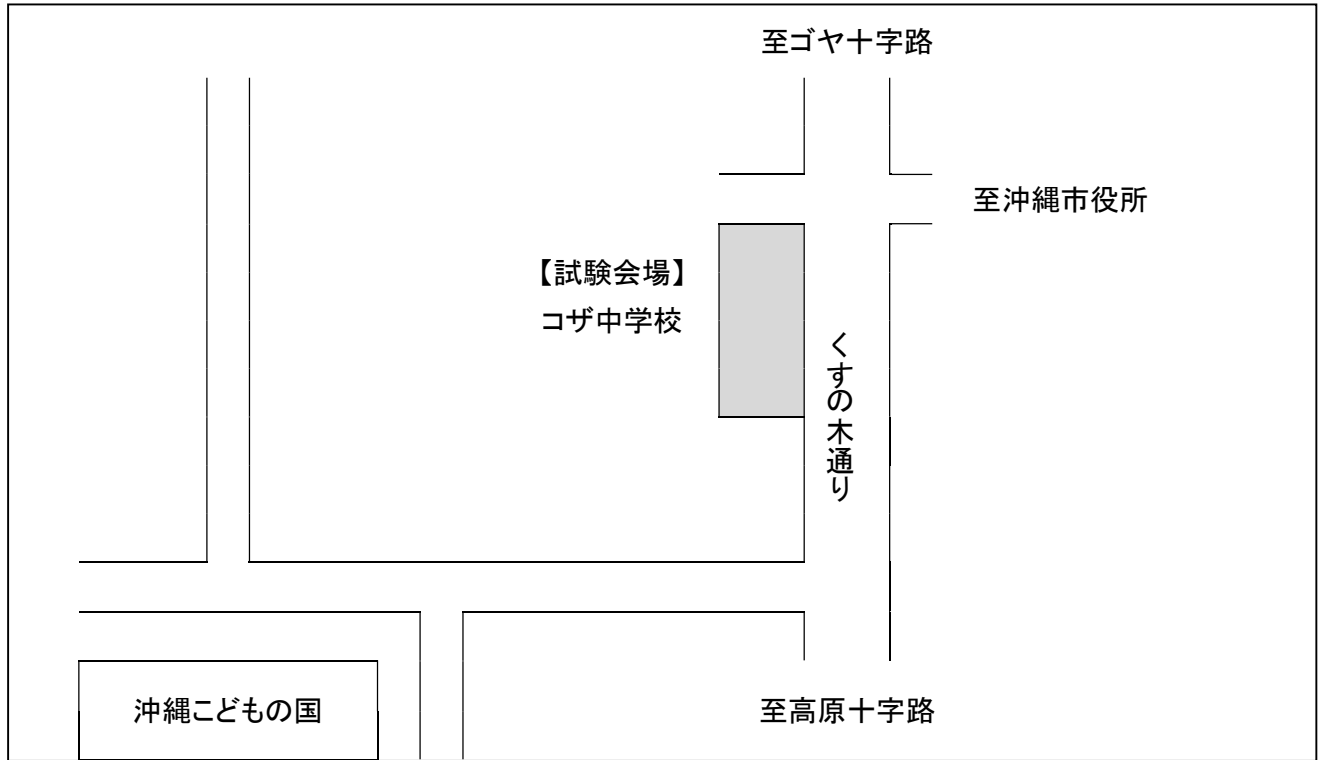 至ゴヤ十字路
至沖縄市役所
【試験会場】
コザ中学校
くすの木通り
沖縄こどもの国
至高原十字路